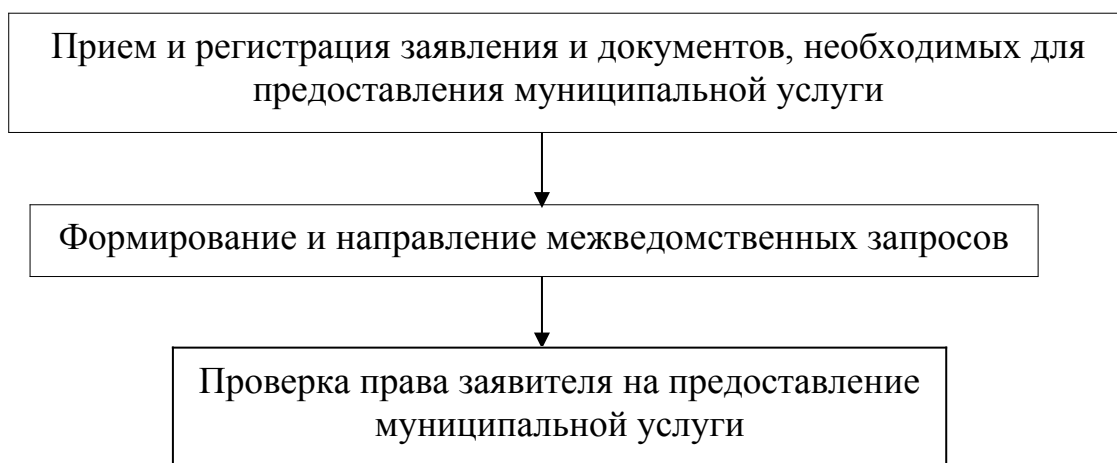 Прием и регистрация заявления и документов, необходимых для
предоставления муниципальной услуги
Формирование и направление межведомственных запросов
Проверка права заявителя на предоставление
муниципальной услуги